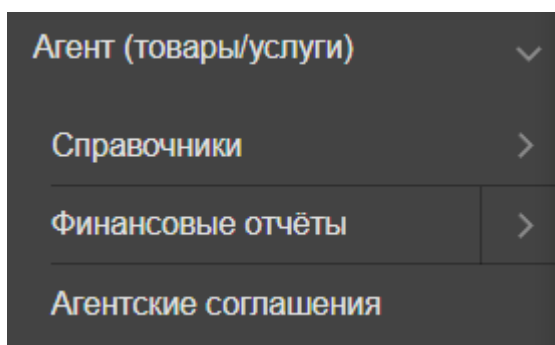 Агент (товары/услуги)
Справочники
Финансовые отчёты
Агентские соглашения